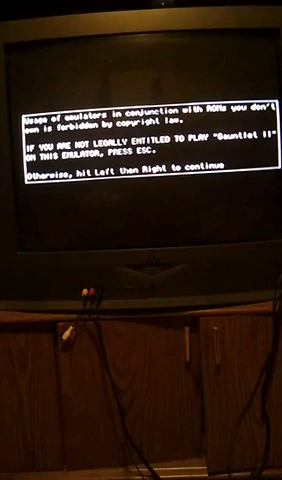 Usage of emulators in conjunction with ROMs you don't
own is forbidden by copyright law.
IF YOU ARE NOT LEGALLY ENTITLED TO PLAY "Gauntlet II"
ON THIS EMULATOR, PRESS ESC.
Otherwise, hit Left then Right to continue